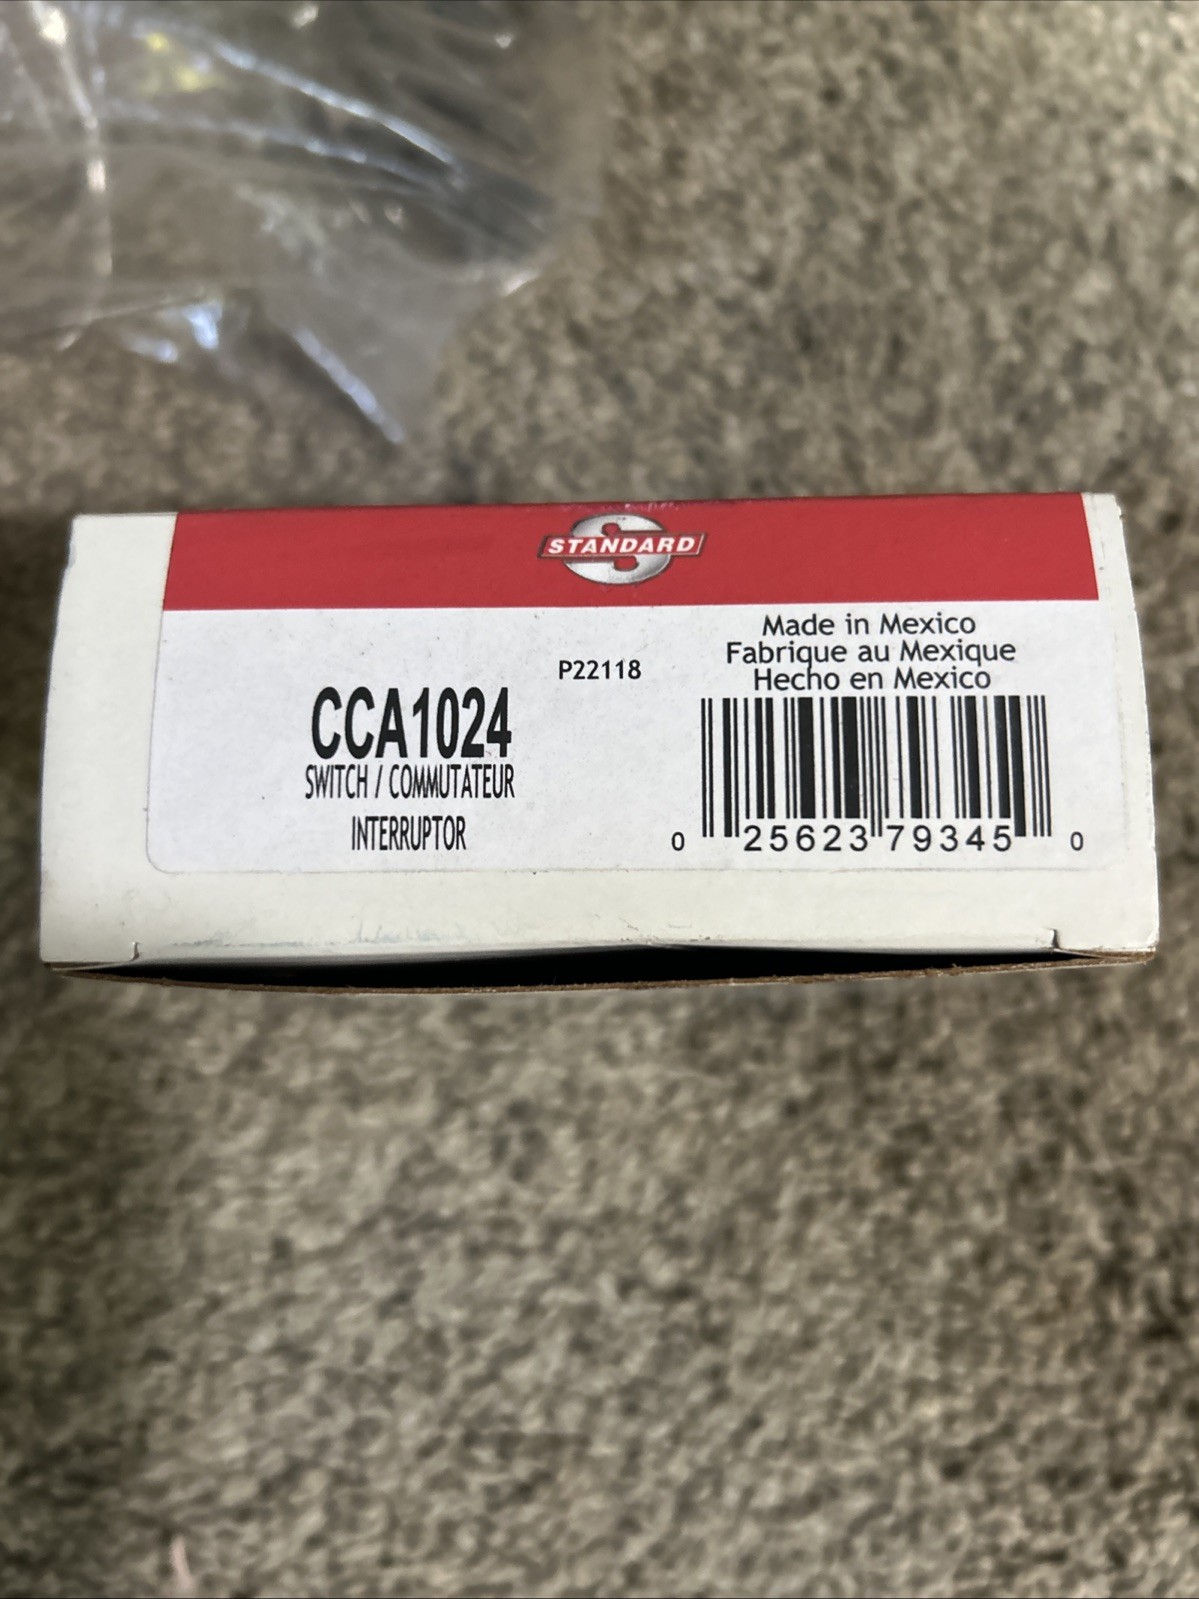 STANDARD
Made in Mexico
Fabrique au Mexique
Hecho en Mexico
P22118
CCA1024
SWITCH / COMMUTATEUR
INTERRUPTOR
0 25623 79345 0